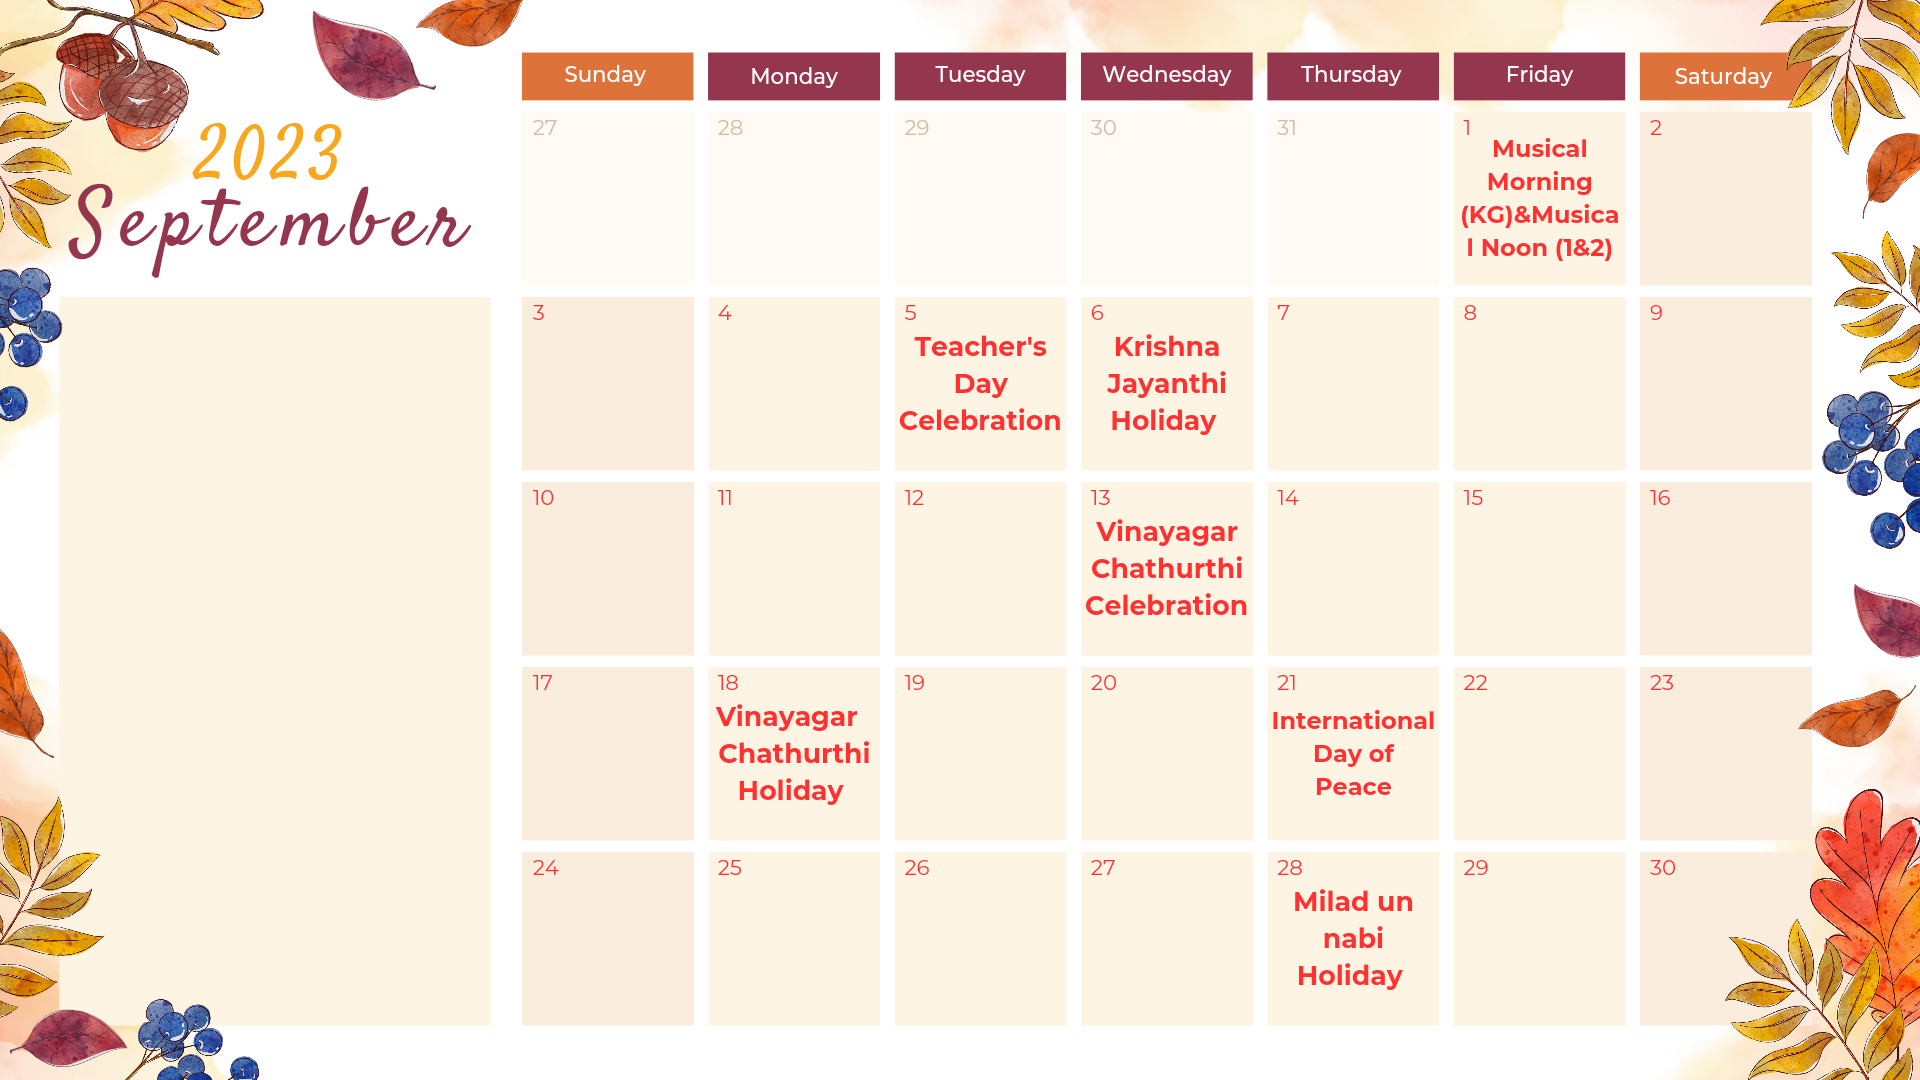 2023
September
Sunday Monday Tuesday Wednesday Thursday Friday Saturday
27 28 29 30 31 1 2
Musical
Morning
(KG)&Musica
l Noon (1&2)
3 4 5 6 7 8 9
Teacher's
Day
Celebration
Krishna
Jayanthi
Holiday
10 11 12 13 14 15 16
Vinayagar
Chathurthi
Celebration
17 18 19 20 21 22 23
Vinayagar
Chathurthi
Holiday
International
Day of
Peace
24 25 26 27 28 29 30
Milad un
nabi
Holiday